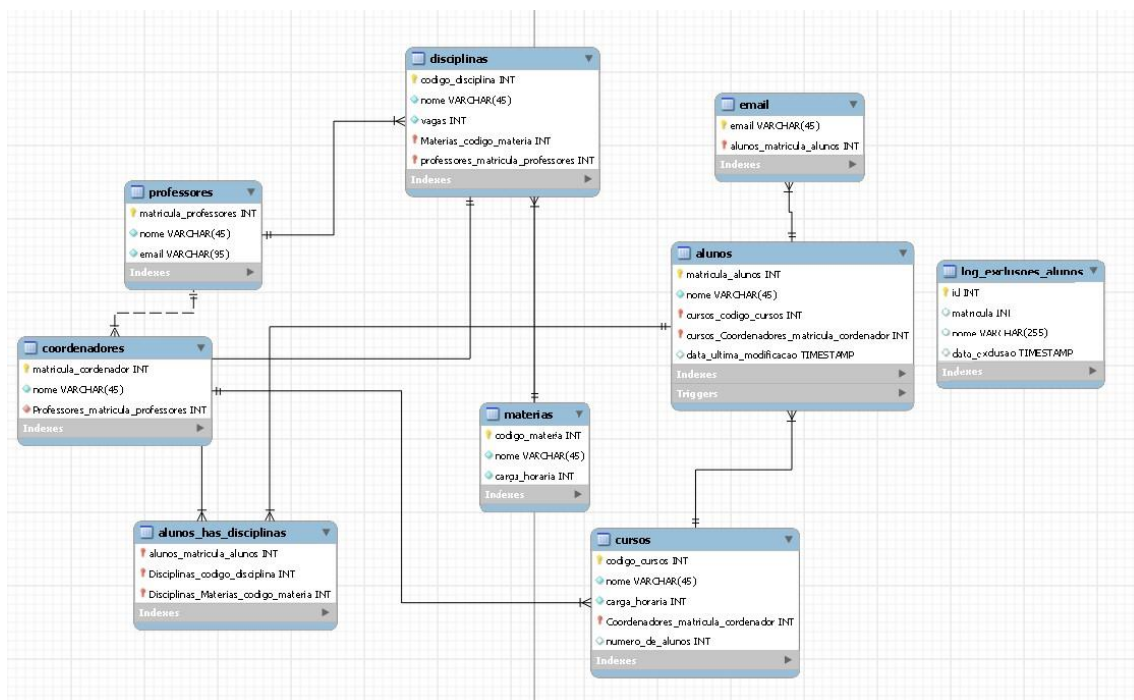 disciplinas
codigo_disciplina INT
nome VARCHAR(45)
vagas INT
Materias_codigo_materia INT
professores_matricula_professores INT
Indexes
email
email VARCHAR(45)
alunos_matricula_alunos INT
Indexes
professores
matricula_professores INT
nome VARCHAR(45)
email VARCHAR(95)
Indexes
alunos
matricula_alunos INT
nome VARCHAR(45)
cursos_codigo_cursos INT
cursos_Coordenadores_matricula_cordenador INT
data_ultima_modificacao TIMESTAMP
Indexes
Triggers
log_exclusoes_alunos
id INT
matricula INT
nome VARCHAR(255)
data_exclusao TIMESTAMP
Indexes
coordenadores
matricula_cordenador INT
nome VARCHAR(45)
Professores_matricula_professores INT
Indexes
materias
codigo_materia INT
nome VARCHAR(45)
carga_horaria INT
Indexes
alunos_has_disciplinas
alunos_matricula_alunos INT
Disciplinas_codigo_disciplina INT
Disciplinas_Materias_codigo_materia INT
Indexes
cursos
codigo_cursos INT
nome VARCHAR(45)
carga_horaria INT
Coordenadores_matricula_cordenador INT
numero_de_alunos INT
Indexes